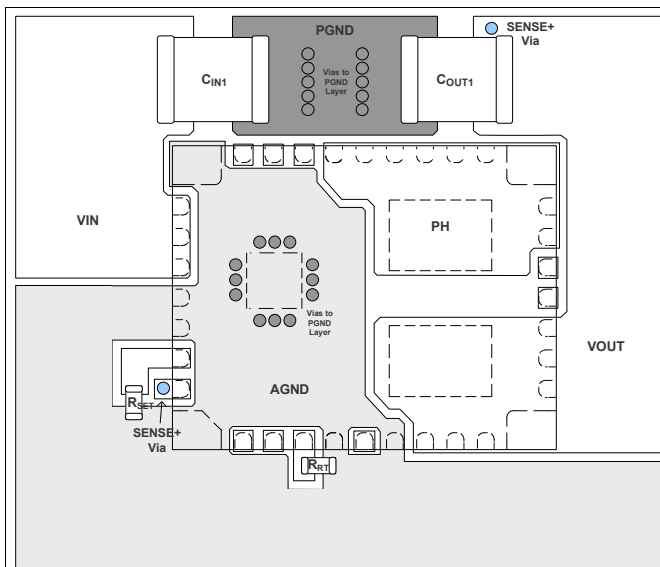 PGND
SENSE+
Via
CIN1
Vias to
PGND
Layer
COUT1
VIN
PH
Vias to
PGND
Layer
VOUT
AGND
RSET
SENSE+
Via
RRT